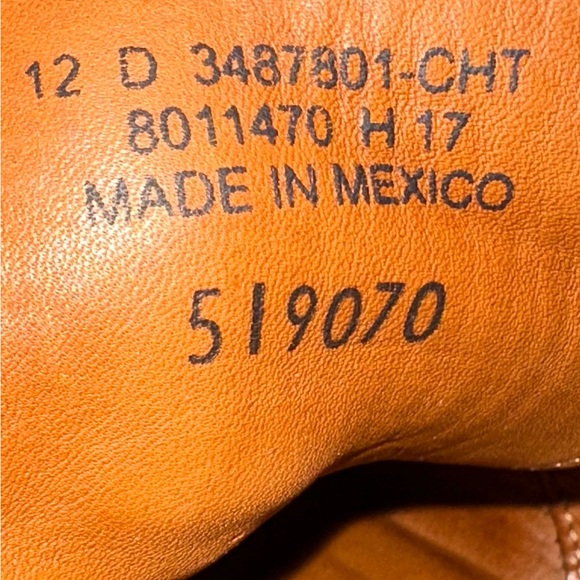 12 D 3487801-CHT
8011470 H 17
MADE IN MEXICO
519070